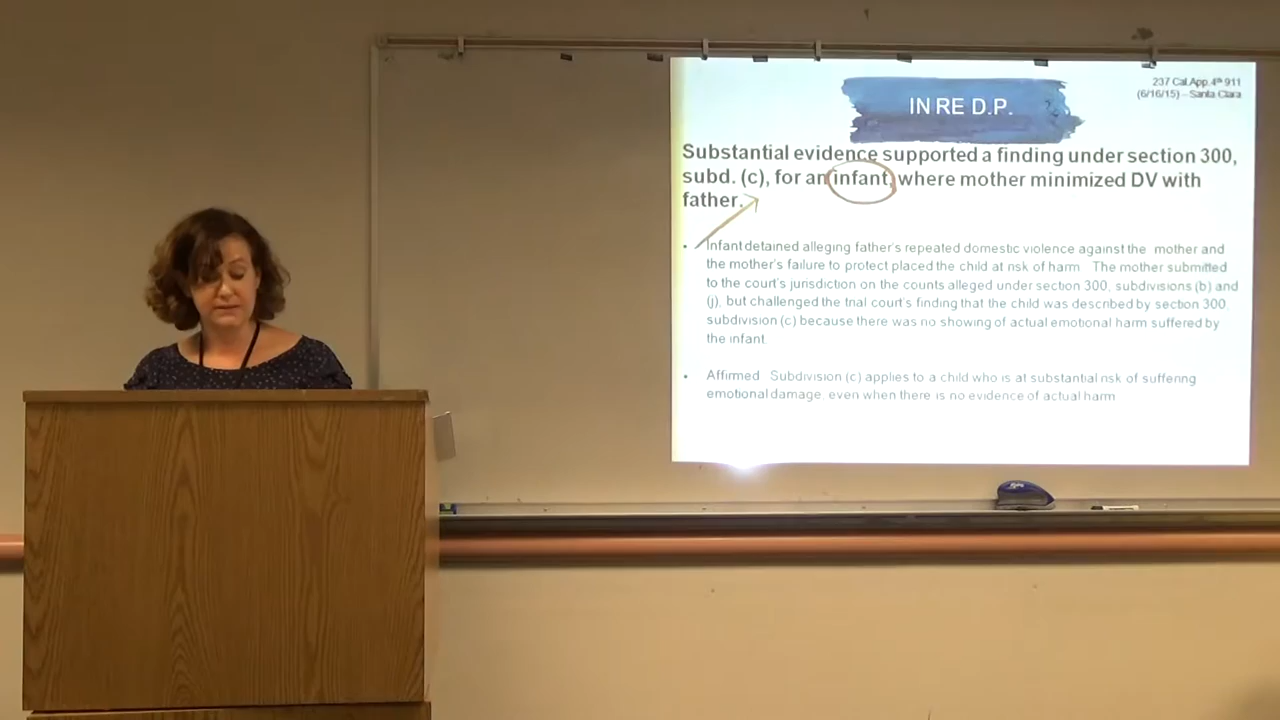 237 Cal.App.4th 911
(6/16/15) – Santa Clara
IN RE D.P.
Substantial evidence supported a finding under section 300,
subd. (c), for an infant, where mother minimized DV with
father.
• Infant detained alleging father's repeated domestic violence against the mother and
the mother's failure to protect placed the child at risk of harm. The mother submitted
to the court's jurisdiction on the counts alleged under section 300, subdivisions (b) and
(j), but challenged the trial court's finding that the child was described by section 300,
subdivision (c) because there was no showing of actual emotional harm suffered by
the infant.
• Affirmed. Subdivision (c) applies to a child who is at substantial risk of suffering
emotional damage, even when there is no evidence of actual harm.